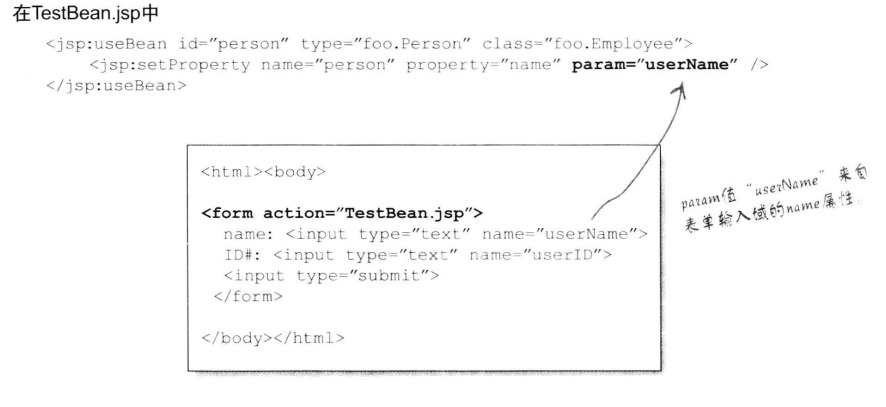 在TestBean.jsp中
<jsp:useBean id="person" type="foo.Person" class="foo.Employee">
<jsp:setProperty name="person" property="name" param="userName" />
</jsp:useBean>
<html><body>
<form action="TestBean.jsp">
name: <input type="text" name="userName">
ID#: <input type="text" name="userID">
<input type="submit">
</form>
</body></html>
param值“userName”来自
表单输入域的name属性。